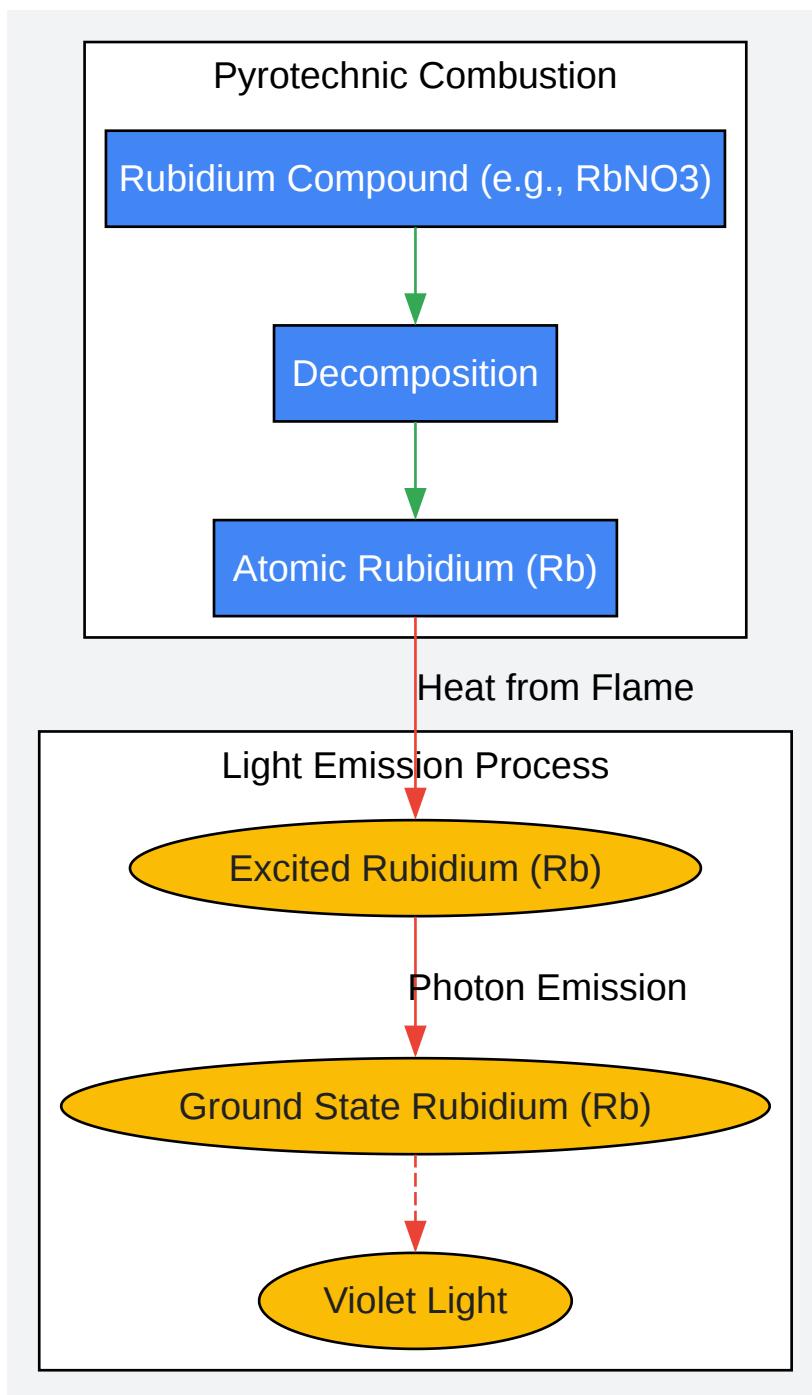 Pyrotechnic Combustion
Rubidium Compound (e.g., RbNO3)
Decomposition
Atomic Rubidium (Rb)
Heat from Flame
Light Emission Process
Excited Rubidium (Rb)
Photon Emission
Ground State Rubidium (Rb)
Violet Light